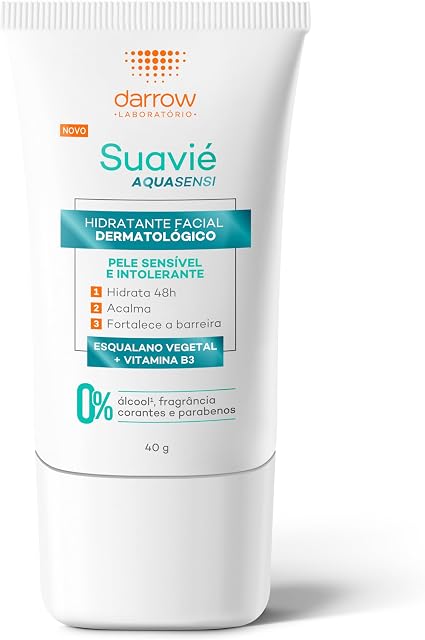 darrow
•LABORATÓRIO•
NOVO
Suavié
AQUASENSI
HIDRATANTE FACIAL
DERMATOLÓGICO
PELE SENSÍVEL
E INTOLERANTE
1 Hidrata 48h
2 Acalma
3 Fortalece a barreira
ESQUALANO VEGETAL
+ VITAMINA B3
0% álcool¹, fragrância
corantes e parabenos
40 g